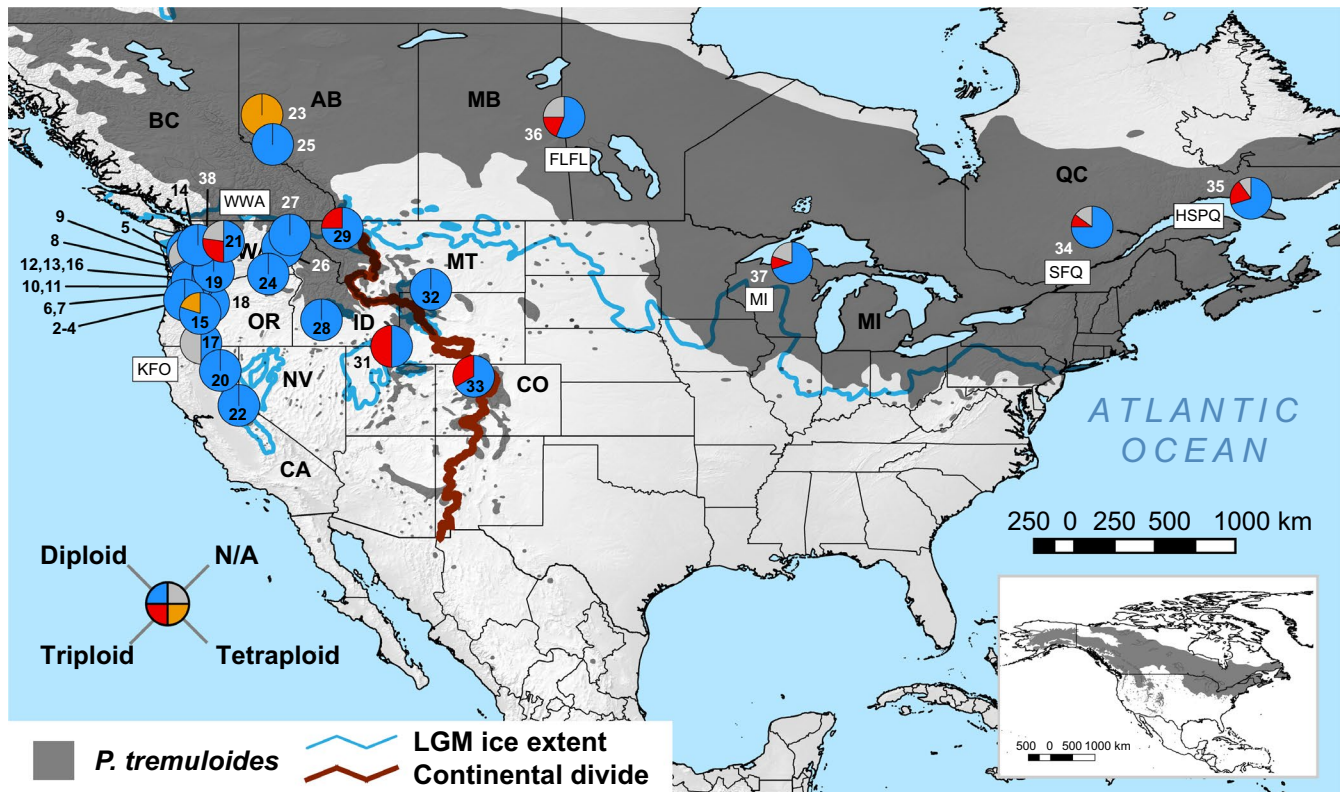 BC
AB
MB
QC
23
25
36
FLFL
35
HSPQ
34
SFQ
38
14
WWA
27
9
5
8
12,13,16
10,11
6,7
2-4
21
WA
29
26
19
24
18
15
OR
28
ID
MT
32
37
MI
MI
17
KFO
20
NV
31
33
CO
22
CA
ATLANTIC
OCEAN
250 0 250 500 1000 km
Diploid
N/A
Triploid
Tetraploid
P. tremuloides
LGM ice extent
Continental divide
500 0 500 1000 km